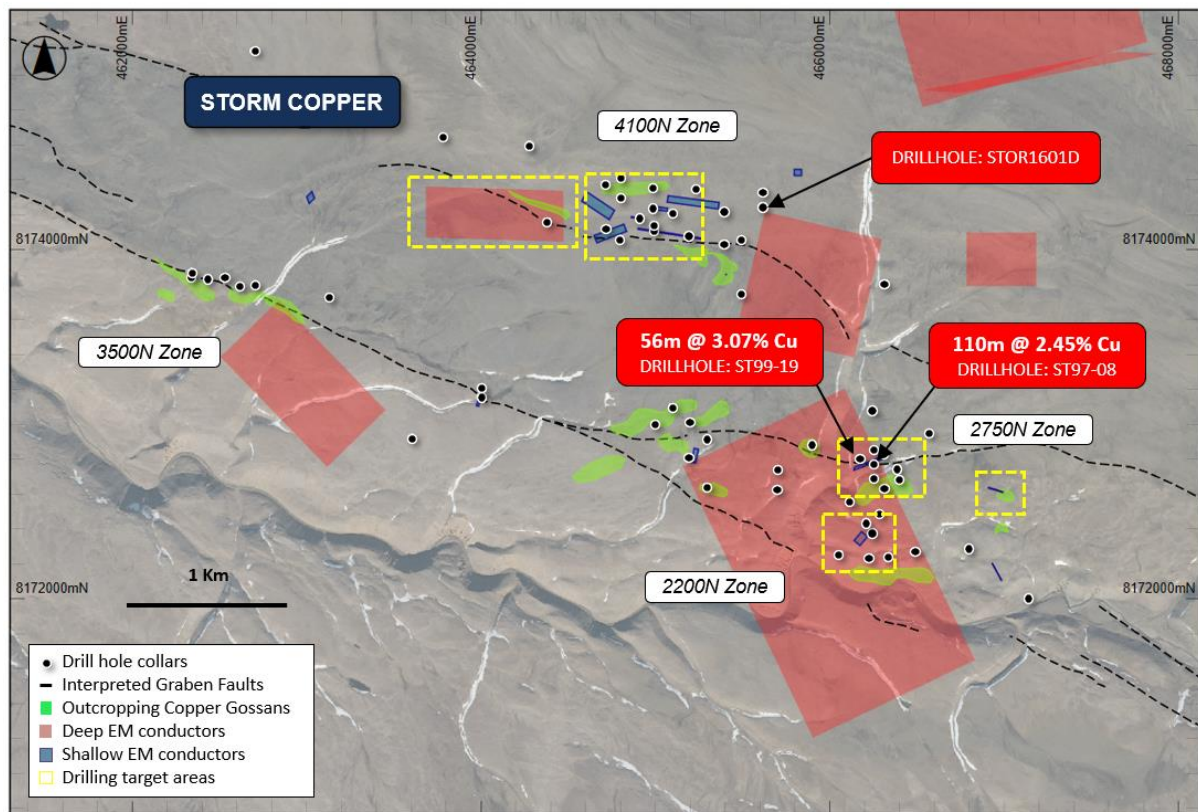 462000mE
464000mE
466000mE
468000mE
STORM COPPER
4100N Zone
DRILLHOLE: STOR1601D
8174000mN
8174000mN
3500N Zone
56m @ 3.07% Cu
DRILLHOLE: ST99-19
110m @ 2.45% Cu
DRILLHOLE: ST97-08
2750N Zone
1 Km
2200N Zone
8172000mN
8172000mN
Drill hole collars
Interpreted Graben Faults
Outcropping Copper Gossans
Deep EM conductors
Shallow EM conductors
Drilling target areas